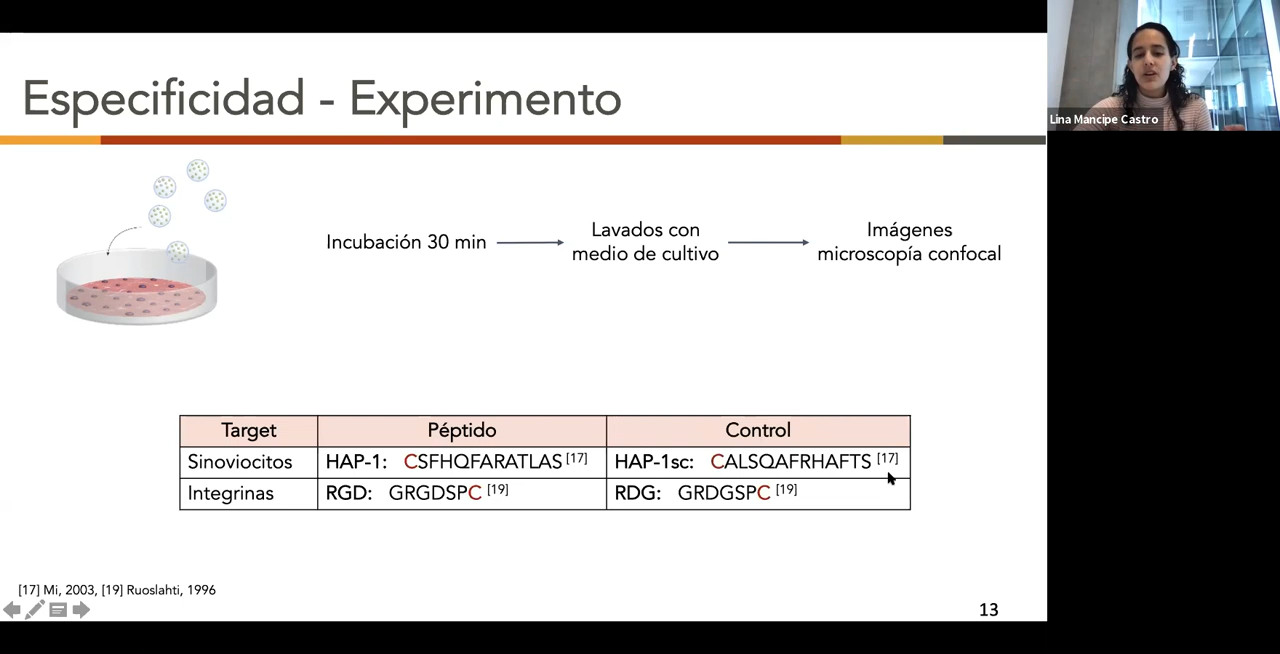 Especificidad - Experimento
Lina Mancipe Castro
Incubación 30 min
Lavados con
medio de cultivo
Imágenes
microscopía confocal
Target Péptido Control
Sinoviocitos HAP-1: CSFHQFARATLAS [17] HAP-1sc: CALSQAFRHAFTS [17]
Integrinas RGD: GRGDSPC [19] RDG: GRDGSPC [19]
[17] Mi, 2003, [19] Ruoslahti, 1996
13